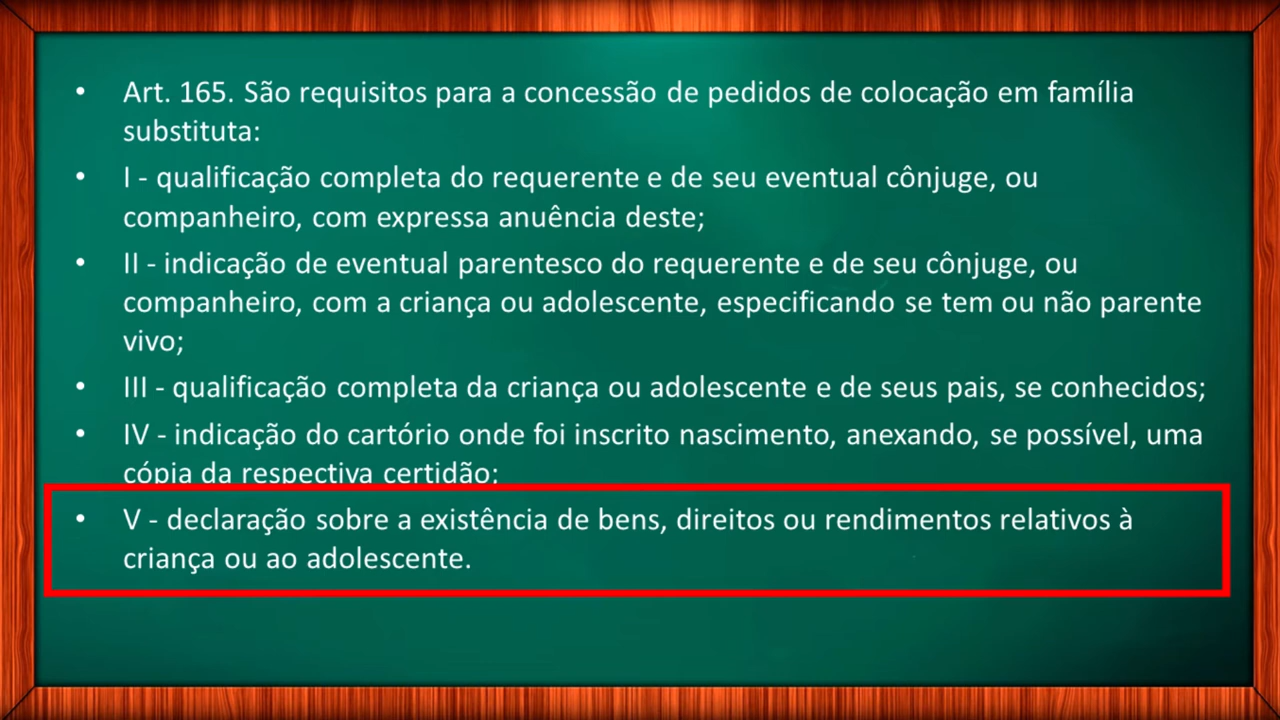 • Art. 165. São requisitos para a concessão de pedidos de colocação em família
substituta:
• I - qualificação completa do requerente e de seu eventual cônjuge, ou
companheiro, com expressa anuência deste;
• II - indicação de eventual parentesco do requerente e de seu cônjuge, ou
companheiro, com a criança ou adolescente, especificando se tem ou não parente
vivo;
• III - qualificação completa da criança ou adolescente e de seus pais, se conhecidos;
• IV - indicação do cartório onde foi inscrito nascimento, anexando, se possível, uma
cópia da respectiva certidão;
• V - declaração sobre a existência de bens, direitos ou rendimentos relativos à
criança ou ao adolescente.